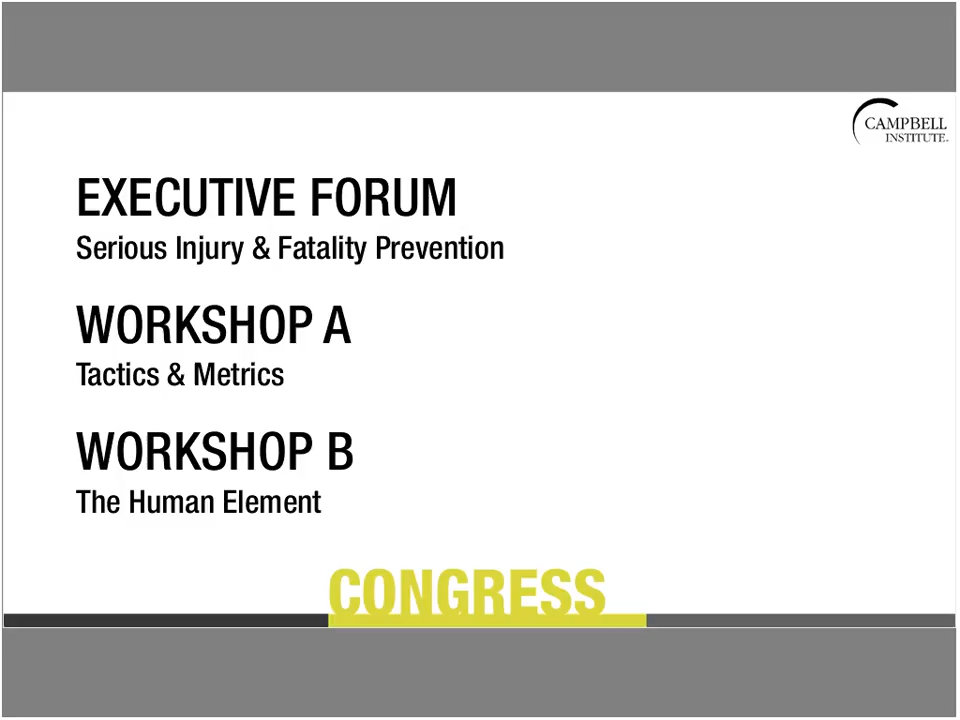 CAMPBELL
INSTITUTE
EXECUTIVE FORUM
Serious Injury & Fatality Prevention
WORKSHOP A
Tactics & Metrics
WORKSHOP B
The Human Element
CONGRESS